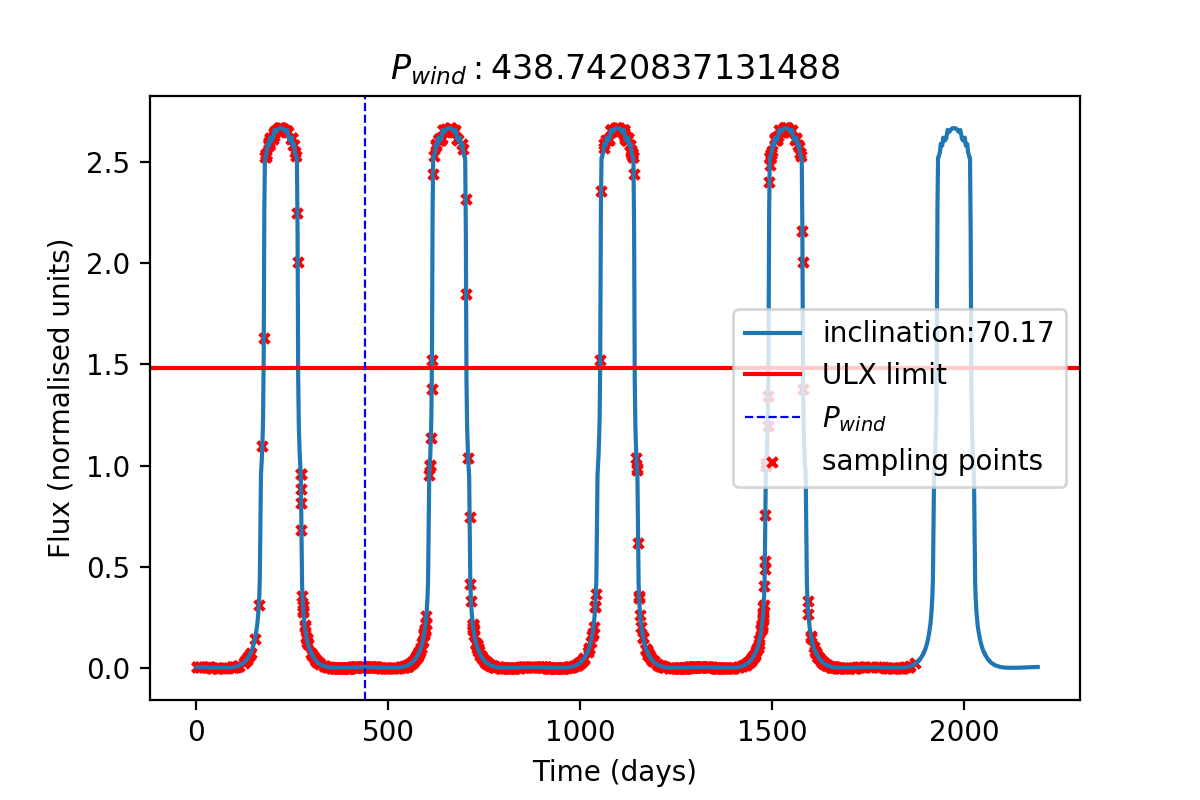 P_wind : 438.7420837131488
Flux (normalised units)
2.5
2.0
1.5
1.0
0.5
0.0
inclination:70.17
ULX limit
P_wind
sampling points
0 500 1000 1500 2000
Time (days)